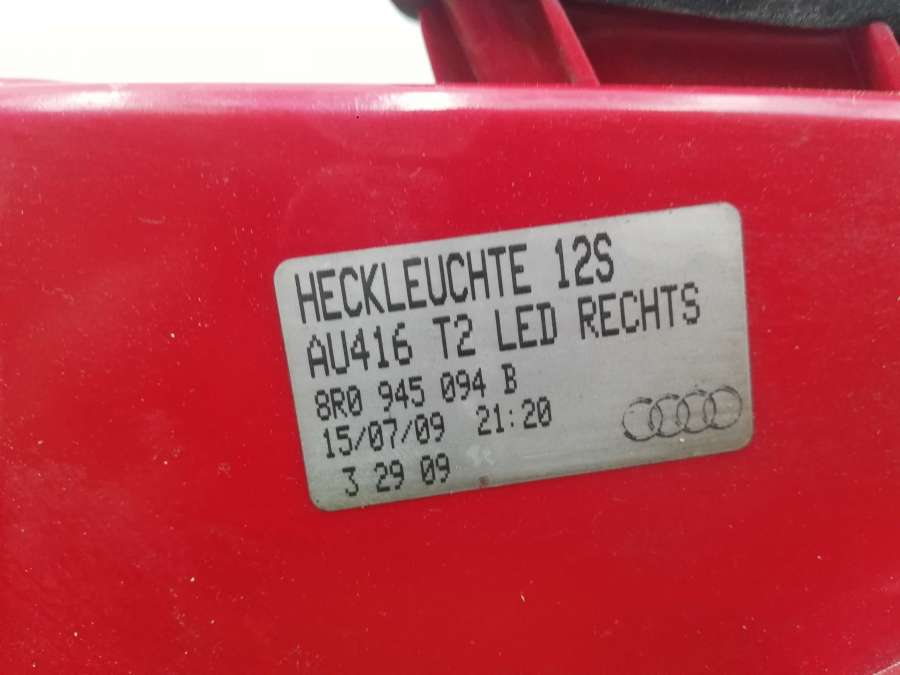 HECKLEUCHTE 12S
AU416 T2 LED RECHTS
8R0 945 094 B
15/07/09 21:20
3 29 09